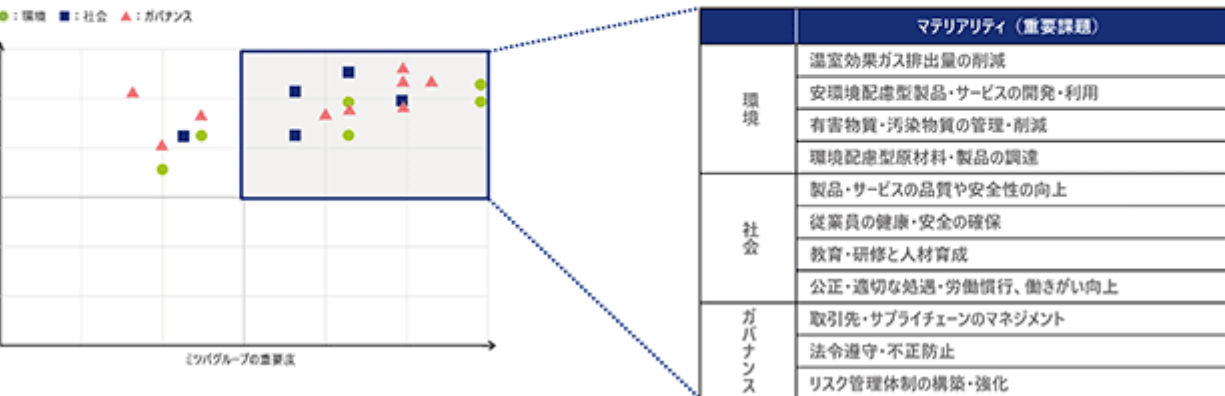 ：環境 ：社会 ：ガバナンス
ミツバグループの重要度
マテリアリティ（重要課題）
環境
温室効果ガス排出量の削減
安環境配慮型製品・サービスの開発・利用
有害物質・汚染物質の管理・削減
環境配慮型原材料・製品の調達
社会
製品・サービスの品質や安全性の向上
従業員の健康・安全の確保
教育・研修と人材育成
公正・適切な処遇・労働慣行、働きがい向上
ガバナンス
取引先・サプライチェーンのマネジメント
法令遵守・不正防止
リスク管理体制の構築・強化